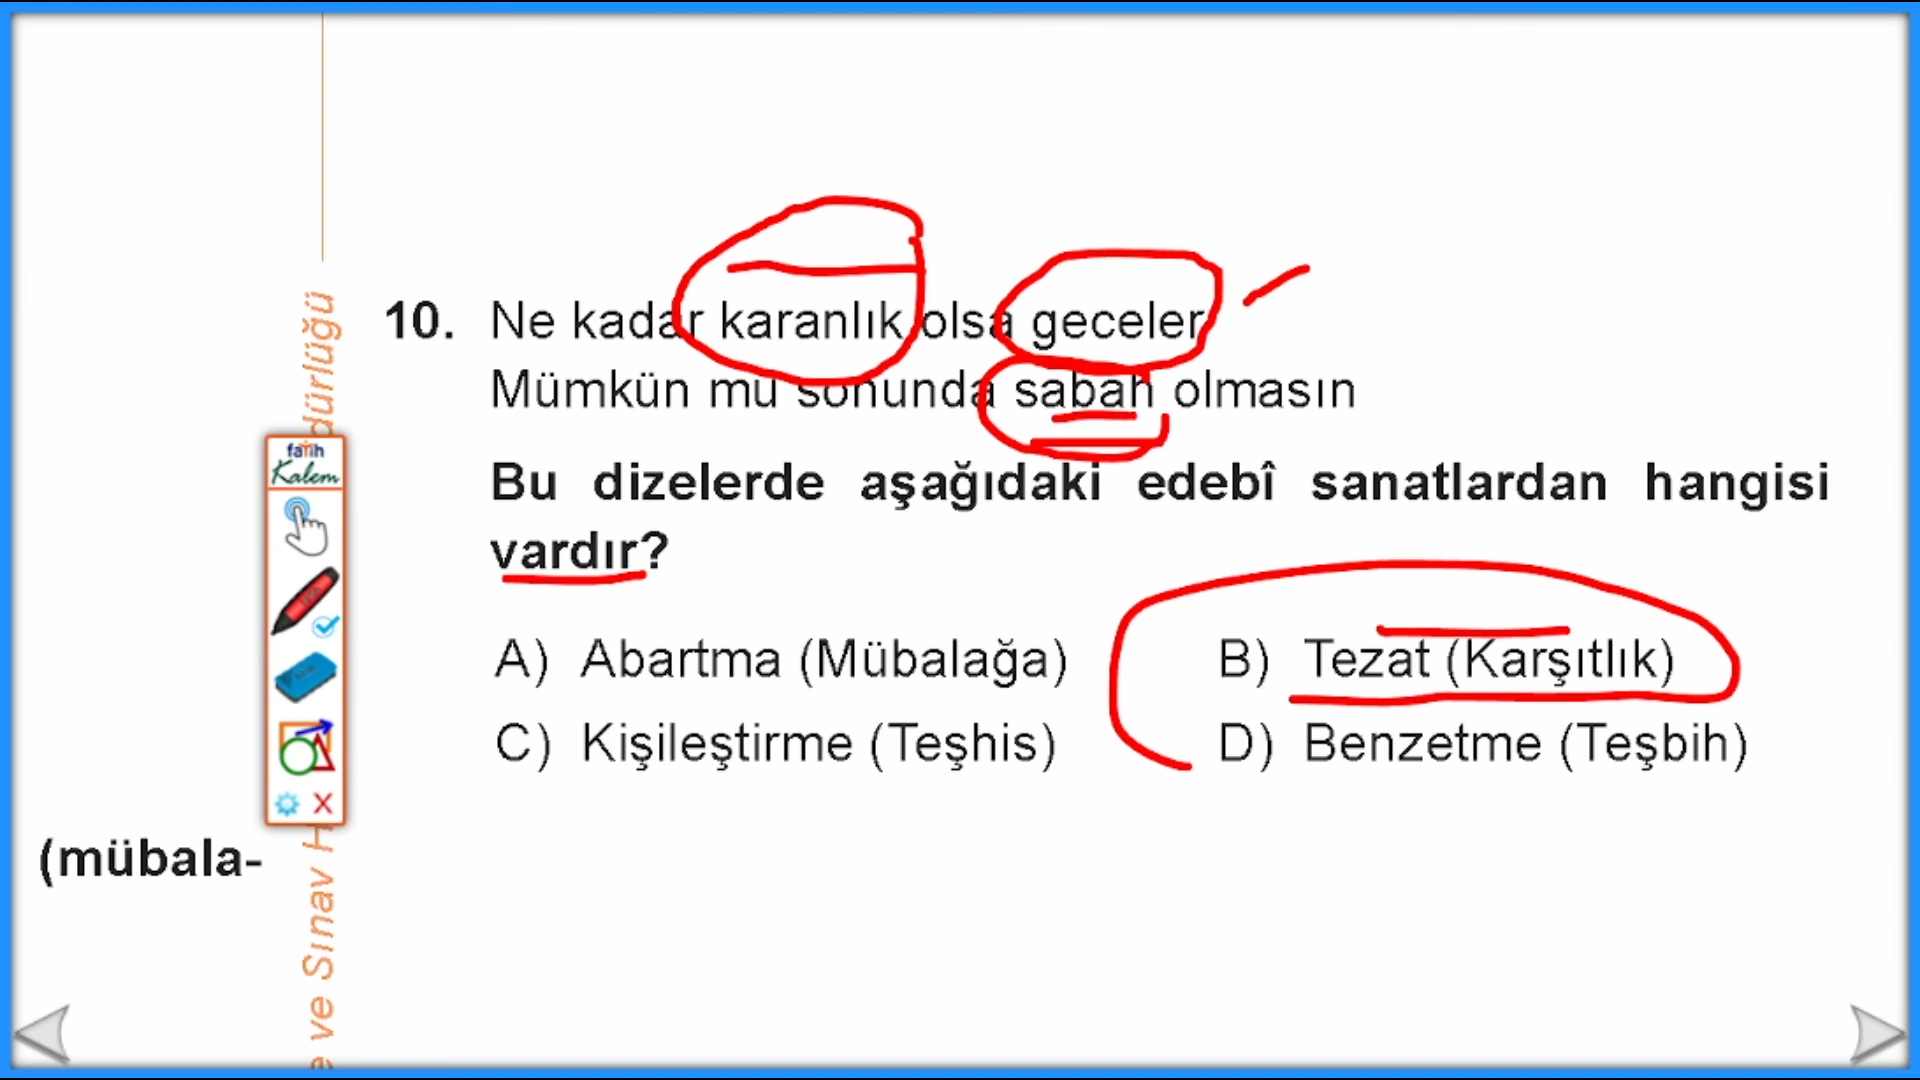 10. Ne kadar karanlık olsa geceler
Mümkün mü sonunda sabah olmasın
Bu dizelerde aşağıdaki edebî sanatlardan hangisi
vardır?
A) Abartma (Mübalağa)
B) Tezat (Karşıtlık)
C) Kişileştirme (Teşhis)
D) Benzetme (Teşbih)
(mübala-
e ve Sınav H
dürlüğü
fatih
Kalem